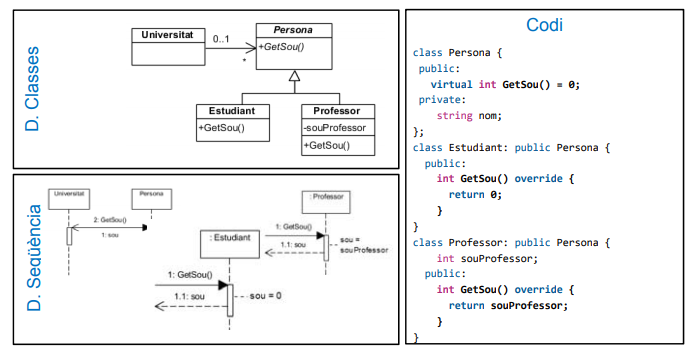 D. Classes
Universitat
0..1
*
Persona
+GetSou()
Estudiant
+GetSou()
Professor
-souProfessor
+GetSou()
D. Seqüència
Universitat
Persona
2: GetSou()
1: sou
: Estudiant
1: GetSou()
1.1: sou
sou = 0
: Professor
1: GetSou()
1.1: sou
sou =
souProfessor
Codi
class Persona {
public:
virtual int GetSou() = 0;
private:
string nom;
};
class Estudiant: public Persona {
public:
int GetSou() override {
return 0;
}
}
class Professor: public Persona {
int souProfessor;
public:
int GetSou() override {
return souProfessor;
}
}